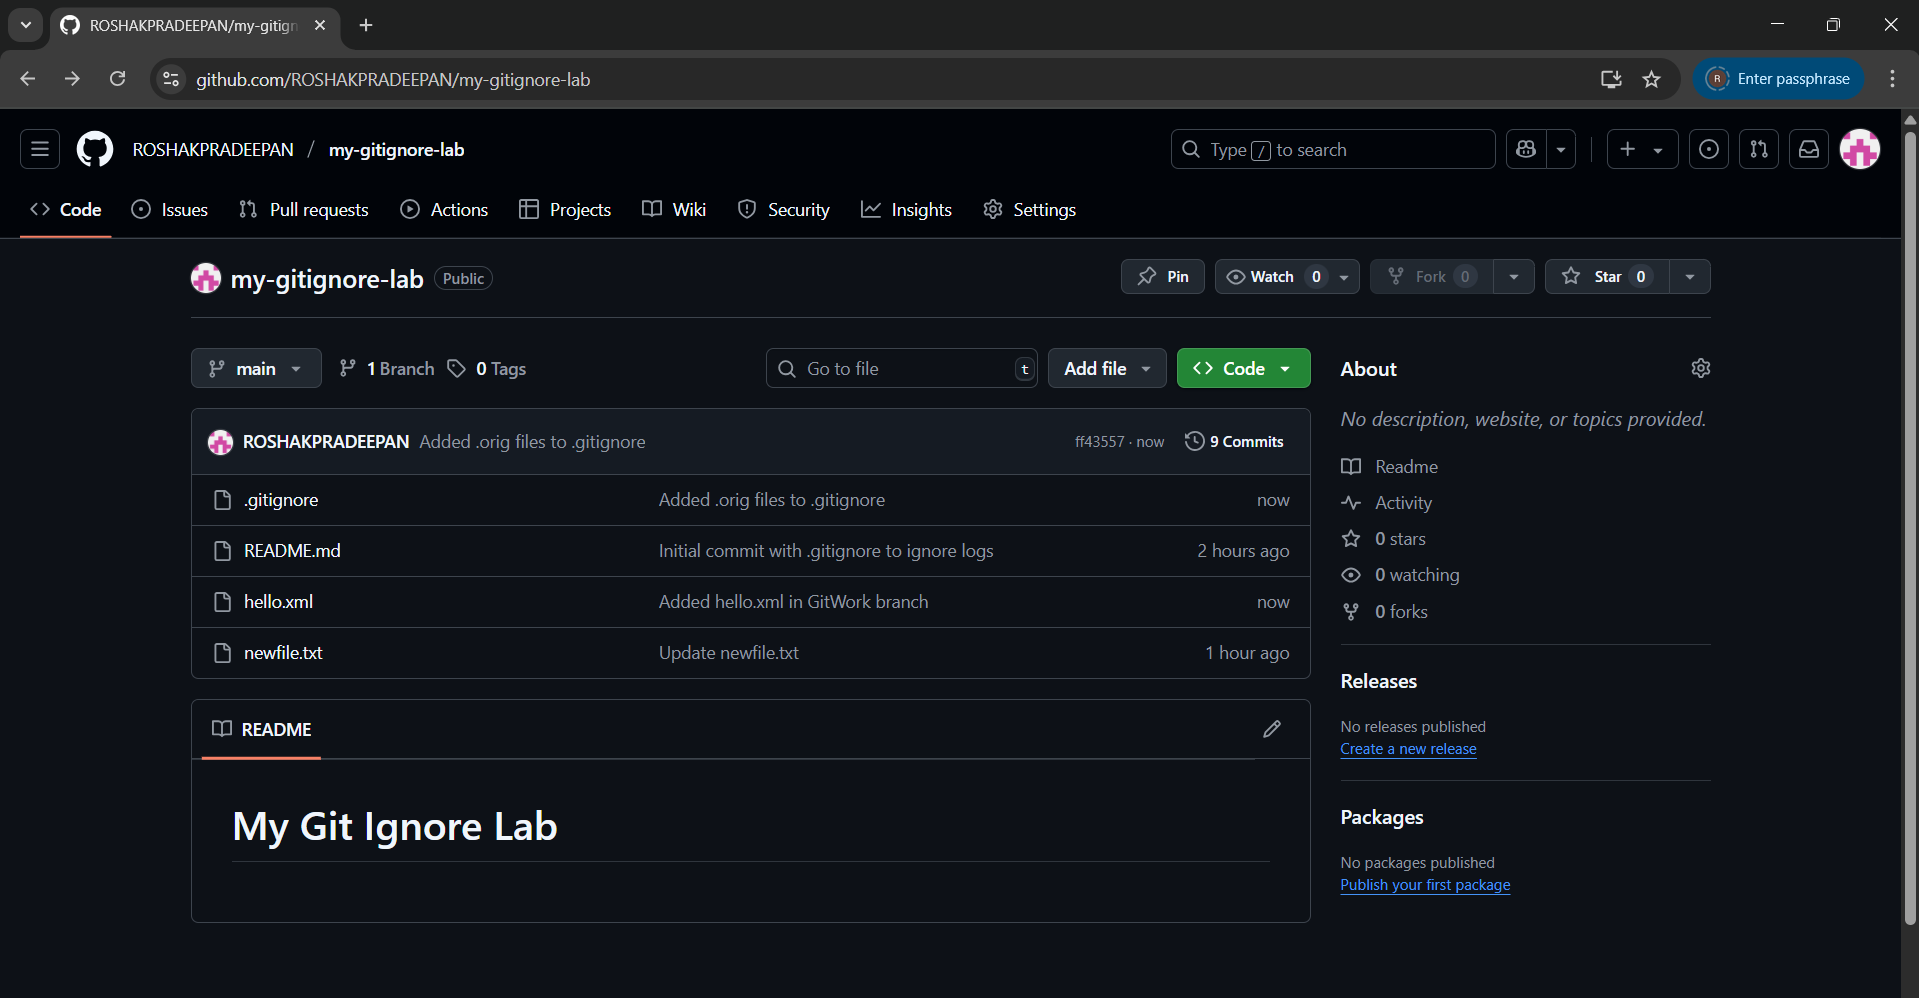 ROSHAKPRADEEPAN/my-gitign
github.com/ROSHAKPRADEEPAN/my-gitignore-lab
R Enter passphrase
ROSHAKPRADEEPAN / my-gitignore-lab
Type / to search
Code Issues Pull requests Actions Projects Wiki Security Insights Settings
my-gitignore-lab Public
Pin Watch 0 Fork 0 Star 0
main 1 Branch 0 Tags
Go to file t Add file Code
About
No description, website, or topics provided.
ROSHAKPRADEEPAN Added .orig files to .gitignore ff43557 · now 9 Commits
.gitignore Added .orig files to .gitignore now
README.md Initial commit with .gitignore to ignore logs 2 hours ago
hello.xml Added hello.xml in GitWork branch now
newfile.txt Update newfile.txt 1 hour ago
Readme
Activity
0 stars
0 watching
0 forks
Releases
No releases published
Create a new release
Packages
No packages published
Publish your first package
README
My Git Ignore Lab